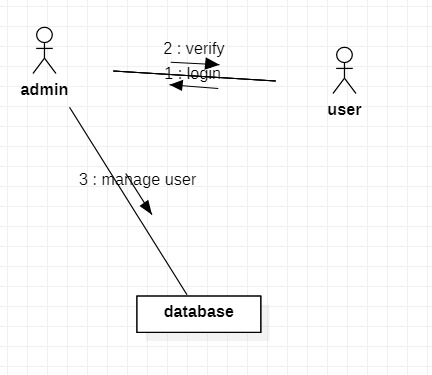 2 : verify
1 : login
admin
user
3 : manage user
database